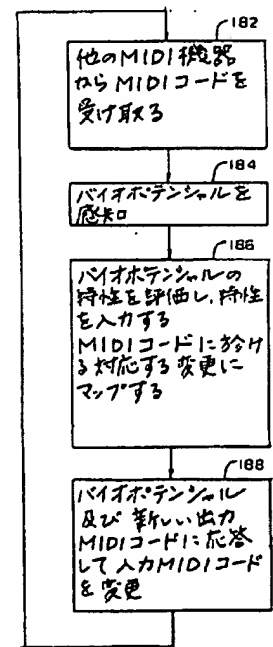 182
他のMIDI機器
からMIDIコードを
受け取る
184
バイオポテンシャルを
感知
186
バイオポテンシャルの
特性を評価し、特性
を入力する
MIDIコードに於け
る対応する変更に
マップする
188
バイオポテンシャル
及び新しい出力
MIDIコードに応答
して入力MIDIコード
を変更